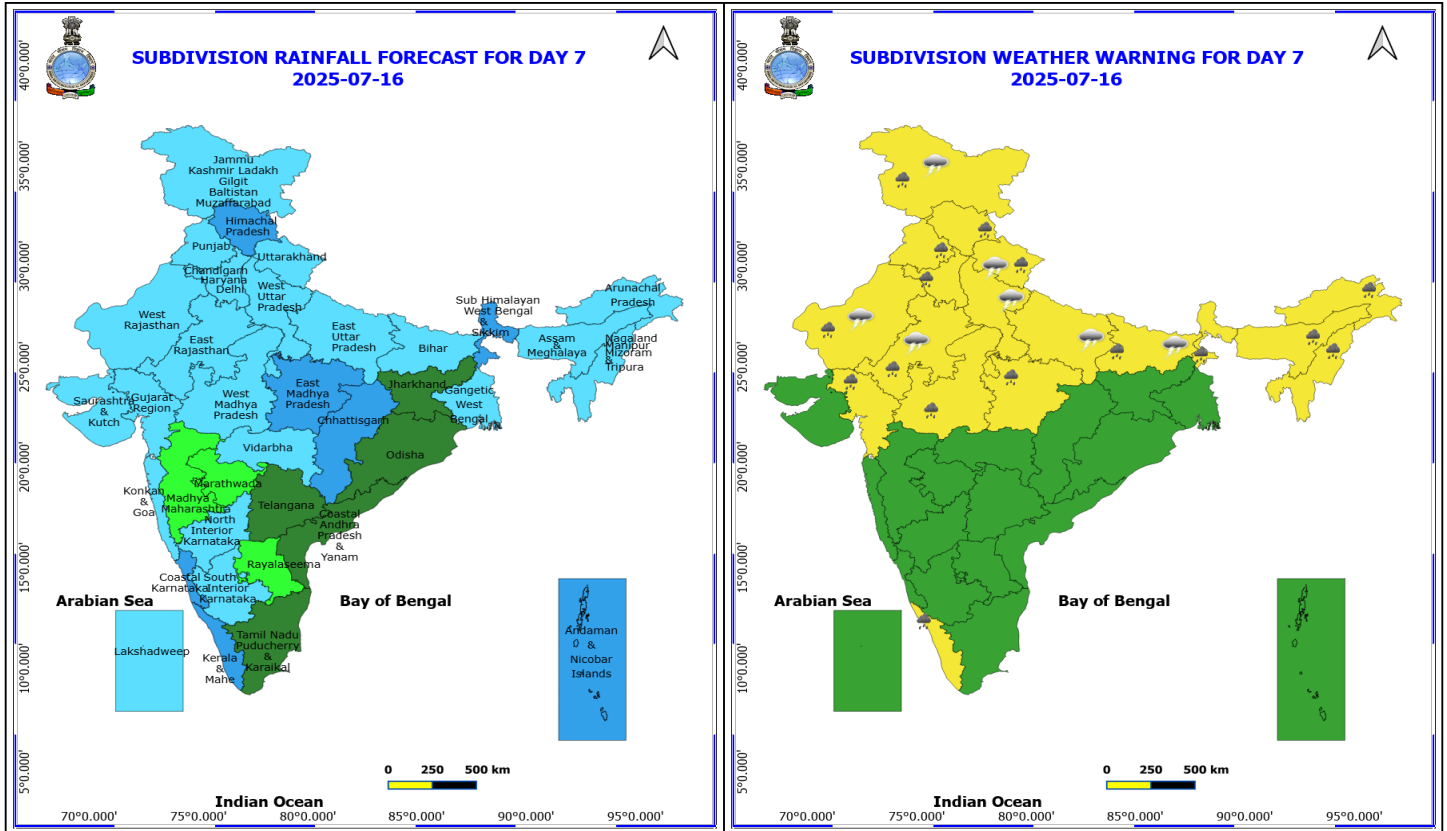 SUBDIVISION RAINFALL FORECAST FOR DAY 7
2025-07-16
40°0.000'
35°0.000'
30°0.000'
25°0.000'
20°0.000'
15°0.000'
10°0.000'
5°0.000'
Jammu
Kashmir Ladakh
Gilgit
Baltistan
Muzaffarabad
Himachal
Pradesh
Punjab
Uttarakhand
Chandigarh
Haryana
Delhi
West
Uttar
Pradesh
West
Rajasthan
East
Rajasthan
East
Uttar
Pradesh
Bihar
Sub Himalayan
West Bengal
&
Sikkim
Arunachal
Pradesh
Assam
&
Meghalaya
Nagaland
Manipur
Mizoram
&
Tripura
Saurashtra
&
Kutch
Gujarat
Region
West
Madhya
Pradesh
East
Madhya
Pradesh
Jharkhand
Gangetic
West
Bengal
Chhattisgarh
Odisha
Vidarbha
Marathwada
Madhya
Maharashtra
Konkan
&
Goa
North
Interior
Karnataka
Telangana
Coastal
Andhra
Pradesh
&
Yanam
Rayalaseema
Coastal
Karnataka
South
Interior
Karnataka
Tamil Nadu
Puducherry
&
Karaikal
Kerala
&
Mahe
Lakshadweep
Andaman
&
Nicobar
Islands
Arabian Sea
Bay of Bengal
Indian Ocean
0 250 500 km
70°0.000' 75°0.000' 80°0.000' 85°0.000' 90°0.000' 95°0.000'
SUBDIVISION WEATHER WARNING FOR DAY 7
2025-07-16
40°0.000'
35°0.000'
30°0.000'
25°0.000'
20°0.000'
15°0.000'
10°0.000'
5°0.000'
Arabian Sea
Bay of Bengal
Indian Ocean
0 250 500 km
70°0.000' 75°0.000' 80°0.000' 85°0.000' 90°0.000' 95°0.000'